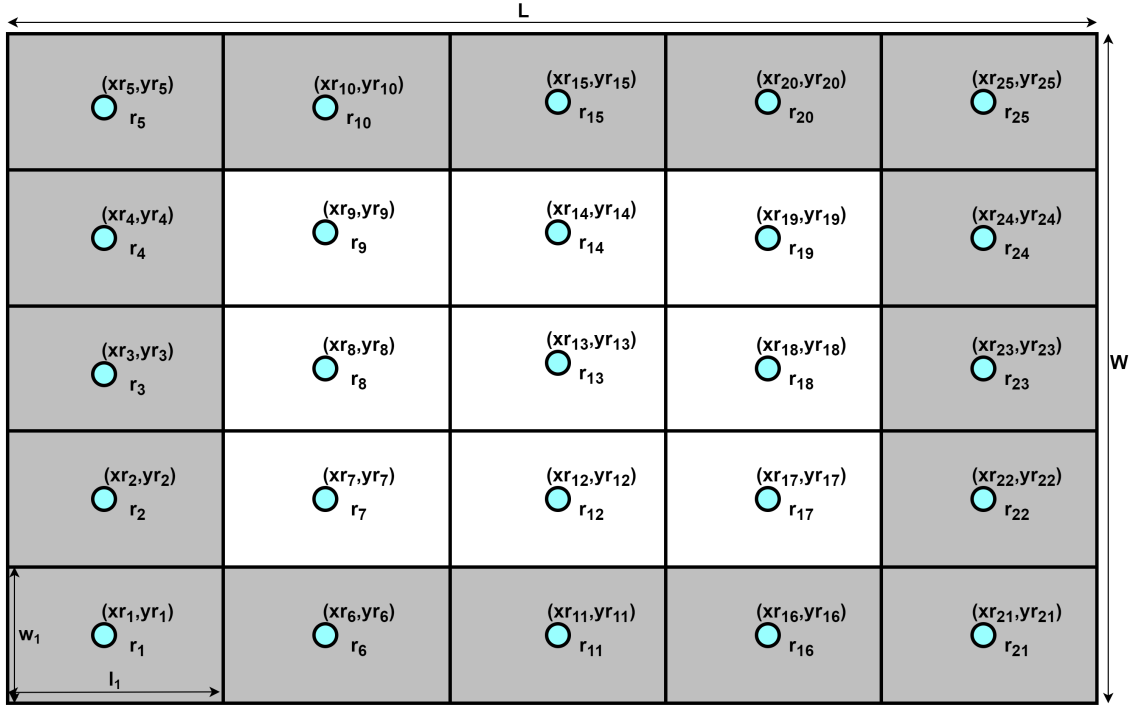 L
(xr₅,yr₅)
r₅
(xr₁₀,yr₁₀)
r₁₀
(xr₁₅,yr₁₅)
r₁₅
(xr₂₀,yr₂₀)
r₂₀
(xr₂₅,yr₂₅)
r₂₅
(xr₄,yr₄)
r₄
(xr₉,yr₉)
r₉
(xr₁₄,yr₁₄)
r₁₄
(xr₁₉,yr₁₉)
r₁₉
(xr₂₄,yr₂₄)
r₂₄
(xr₃,yr₃)
r₃
(xr₈,yr₈)
r₈
(xr₁₃,yr₁₃)
r₁₃
(xr₁₈,yr₁₈)
r₁₈
(xr₂₃,yr₂₃)
r₂₃
W
(xr₂,yr₂)
r₂
(xr₇,yr₇)
r₇
(xr₁₂,yr₁₂)
r₁₂
(xr₁₇,yr₁₇)
r₁₇
(xr₂₂,yr₂₂)
r₂₂
w₁
(xr₁,yr₁)
r₁
l₁
(xr₆,yr₆)
r₆
(xr₁₁,yr₁₁)
r₁₁
(xr₁₆,yr₁₆)
r₁₆
(xr₂₁,yr₂₁)
r₂₁